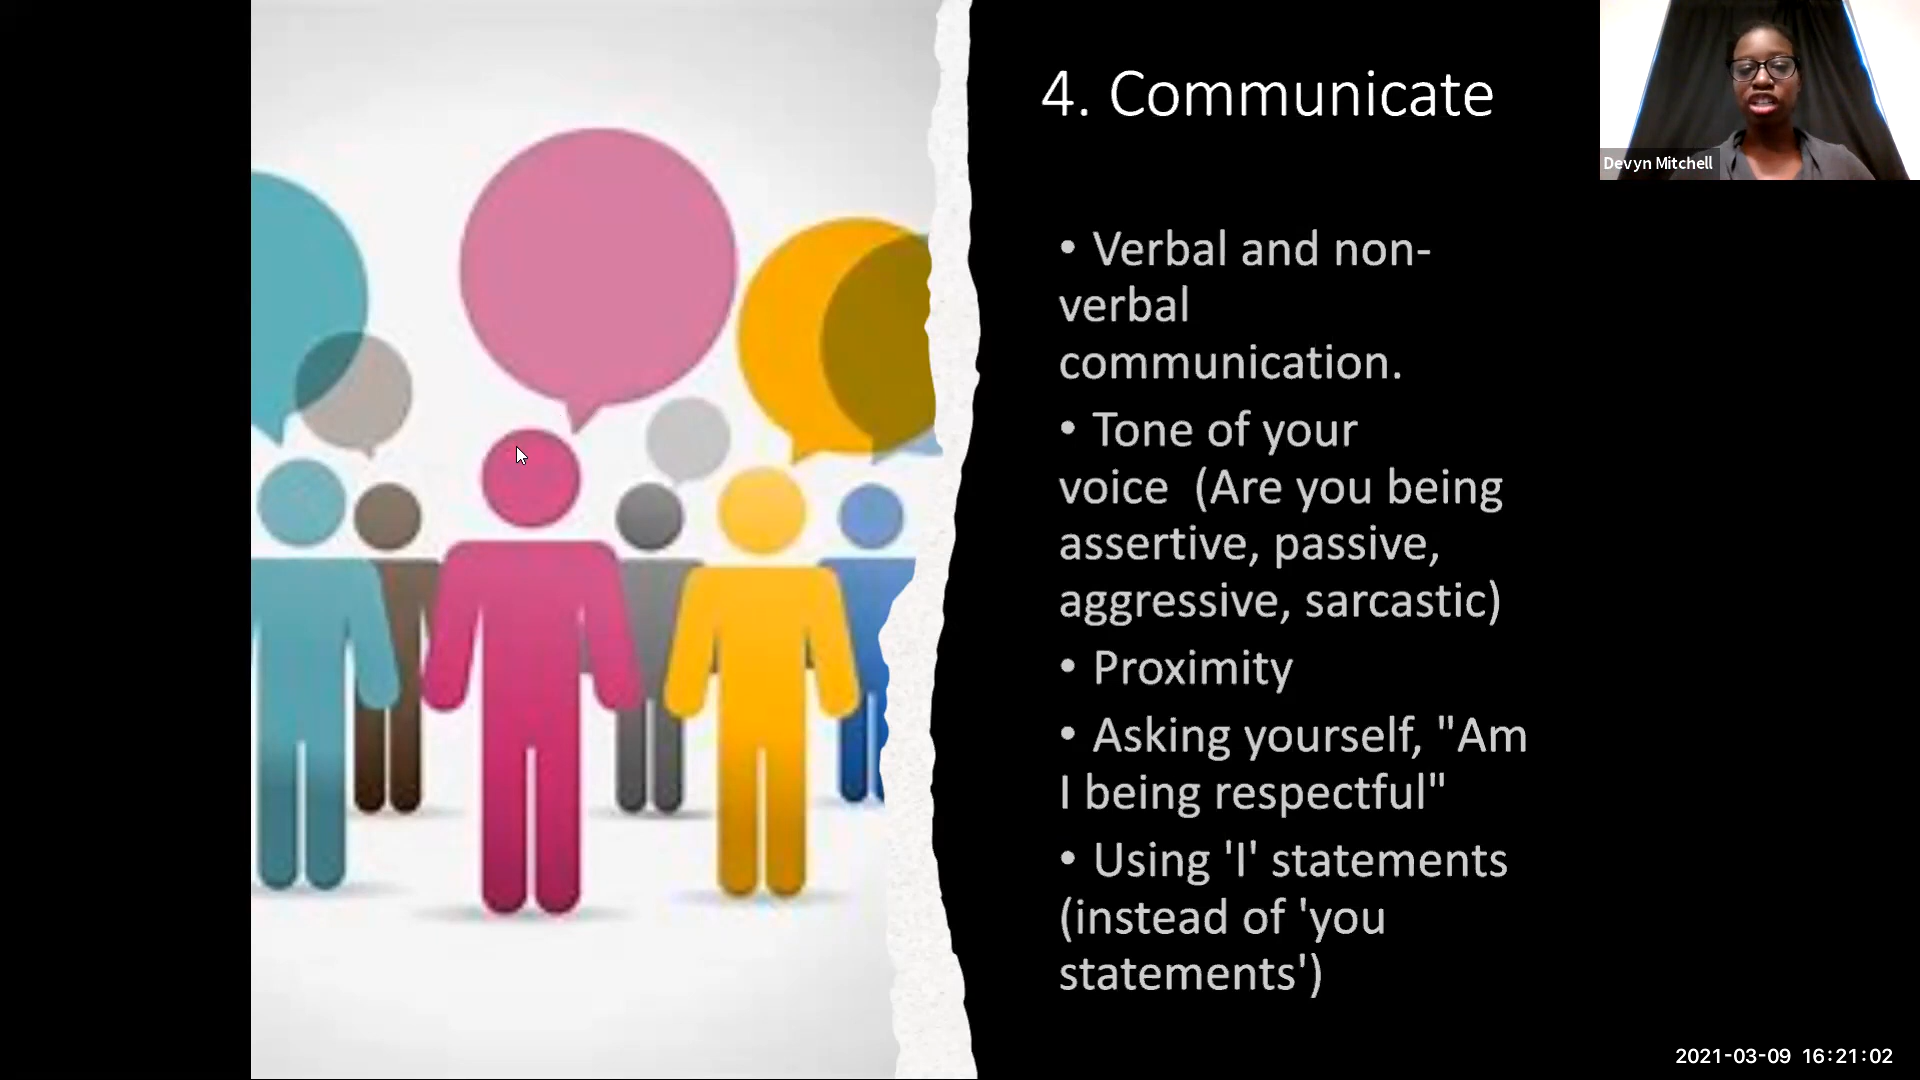 4. Communicate
Devyn Mitchell
• Verbal and non-
verbal
communication.
• Tone of your
voice  (Are you being
assertive, passive,
aggressive, sarcastic)
• Proximity
• Asking yourself, "Am
I being respectful"
• Using 'I' statements
(instead of 'you
statements')
2021-03-09 16:21:02